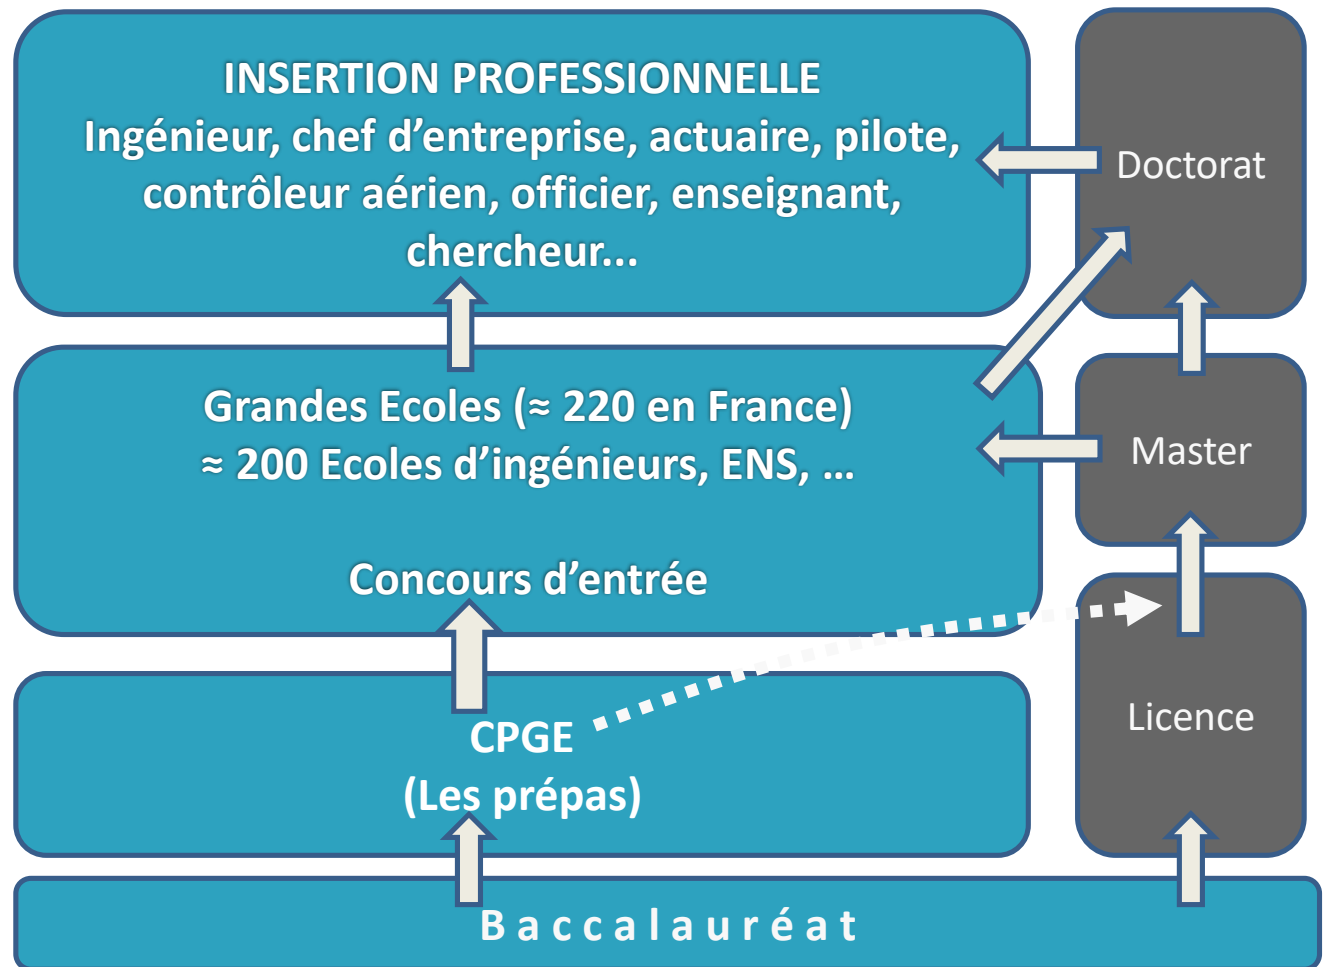 INSERTION PROFESSIONNELLE
Ingénieur, chef d’entreprise, actuaire, pilote,
contrôleur aérien, officier, enseignant,
chercheur...
Doctorat
Grandes Ecoles (≈ 220 en France)
≈ 200 Ecoles d’ingénieurs, ENS, …
Master
Concours d’entrée
CPGE
(Les prépas)
Licence
Baccalauréat